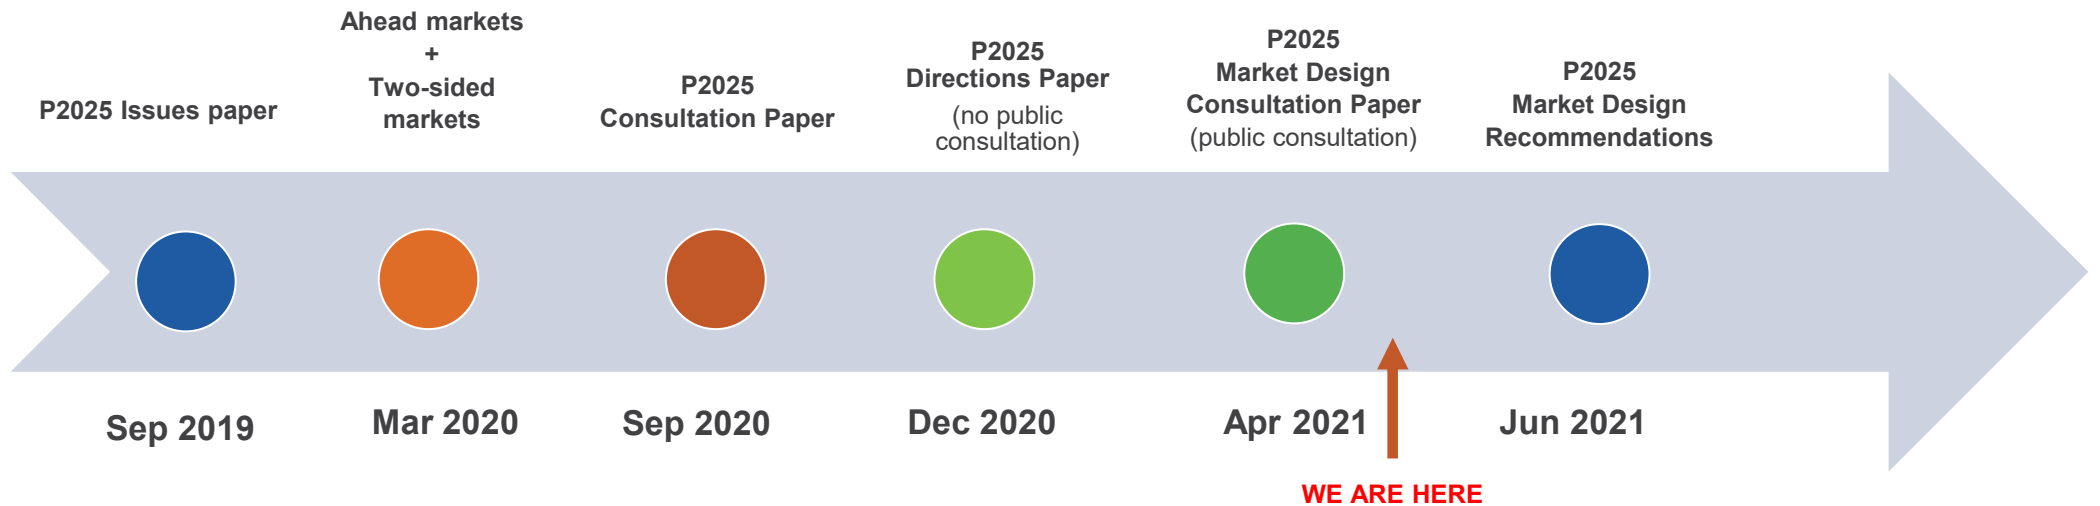 P2025 Issues paper
Ahead markets
+
Two-sided
markets
P2025
Consultation Paper
P2025
Directions Paper
(no public
consultation)
P2025
Market Design
Consultation Paper
(public consultation)
P2025
Market Design
Recommendations
Sep 2019
Mar 2020
Sep 2020
Dec 2020
Apr 2021
Jun 2021
WE ARE HERE